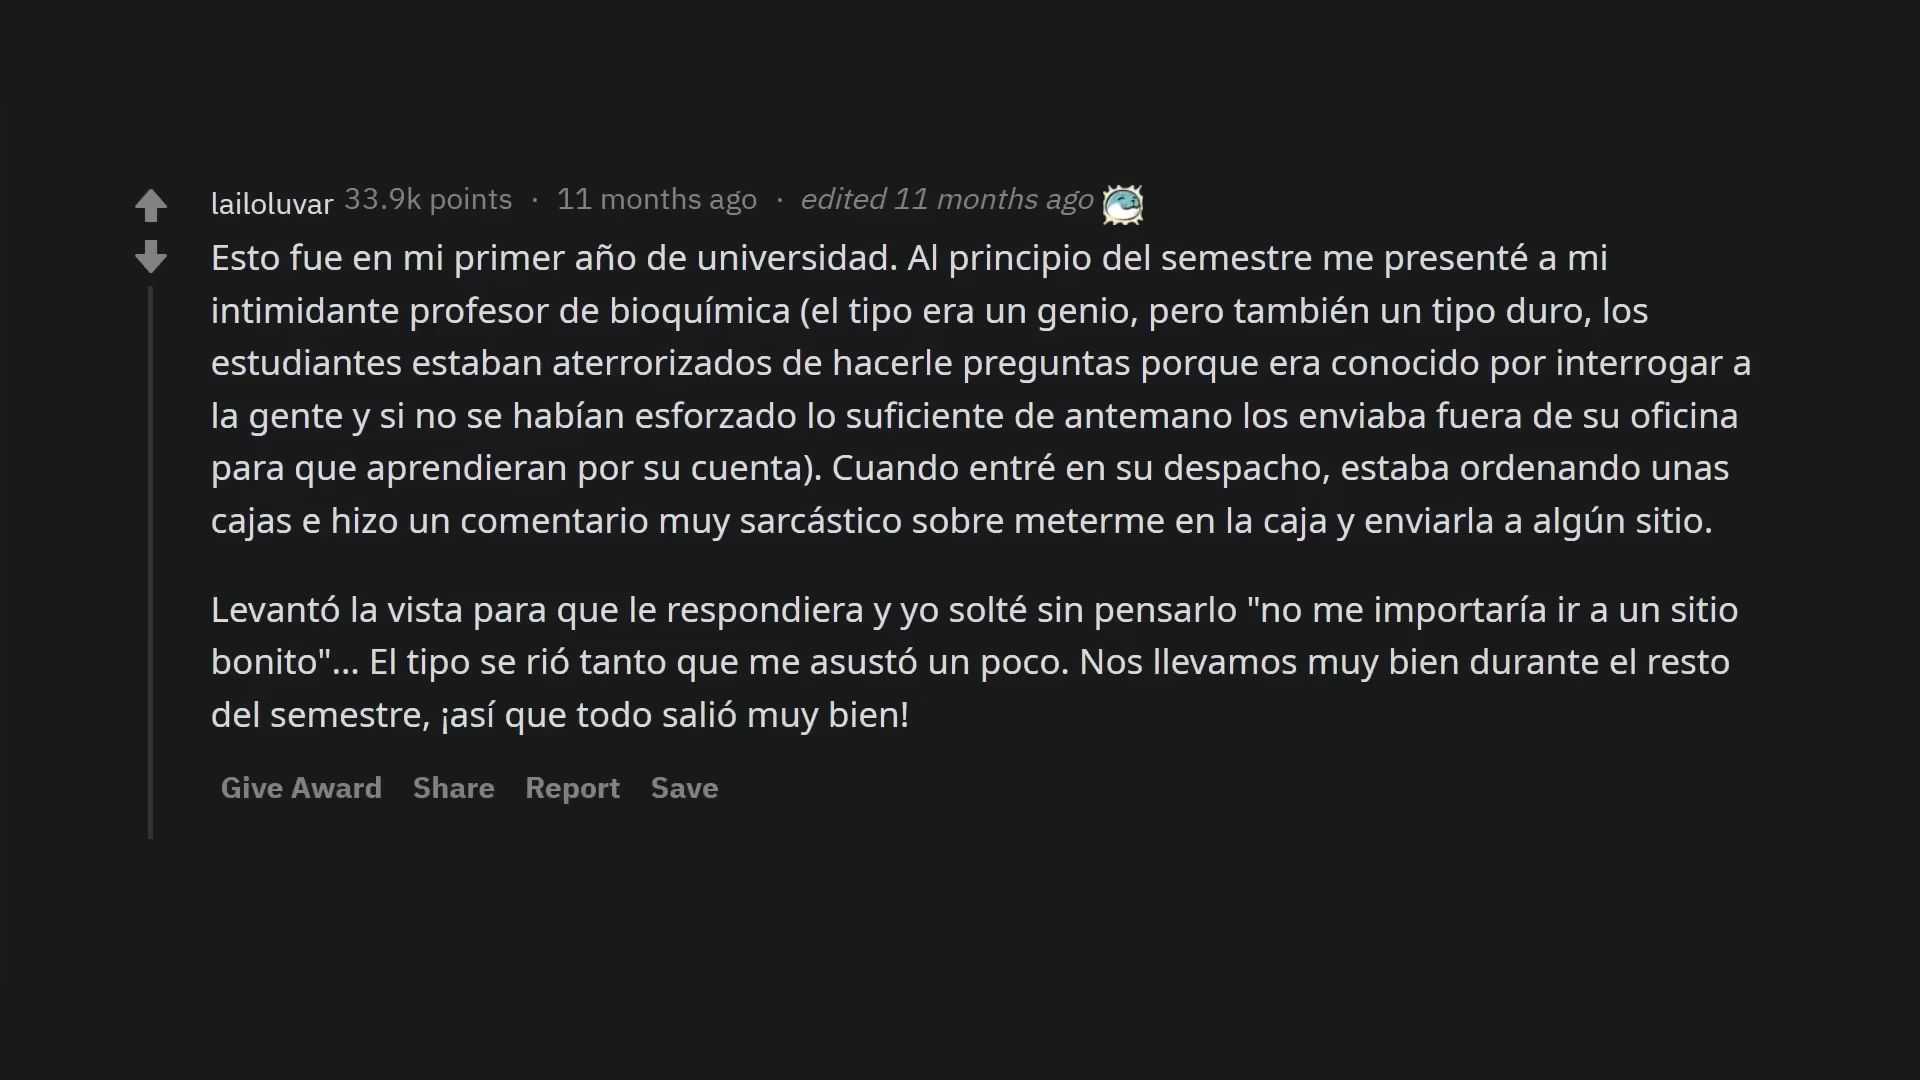 lailoluvar 33.9k points · 11 months ago · edited 11 months ago
Esto fue en mi primer año de universidad. Al principio del semestre me presenté a mi
intimidante profesor de bioquímica (el tipo era un genio, pero también un tipo duro, los
estudiantes estaban aterrorizados de hacerle preguntas porque era conocido por interrogar a
la gente y si no se habían esforzado lo suficiente de antemano los enviaba fuera de su oficina
para que aprendieran por su cuenta). Cuando entré en su despacho, estaba ordenando unas
cajas e hizo un comentario muy sarcástico sobre meterme en la caja y enviarla a algún sitio.
Levantó la vista para que le respondiera y yo solté sin pensarlo "no me importaría ir a un sitio
bonito"... El tipo se rió tanto que me asustó un poco. Nos llevamos muy bien durante el resto
del semestre, ¡así que todo salió muy bien!
Give Award Share Report Save